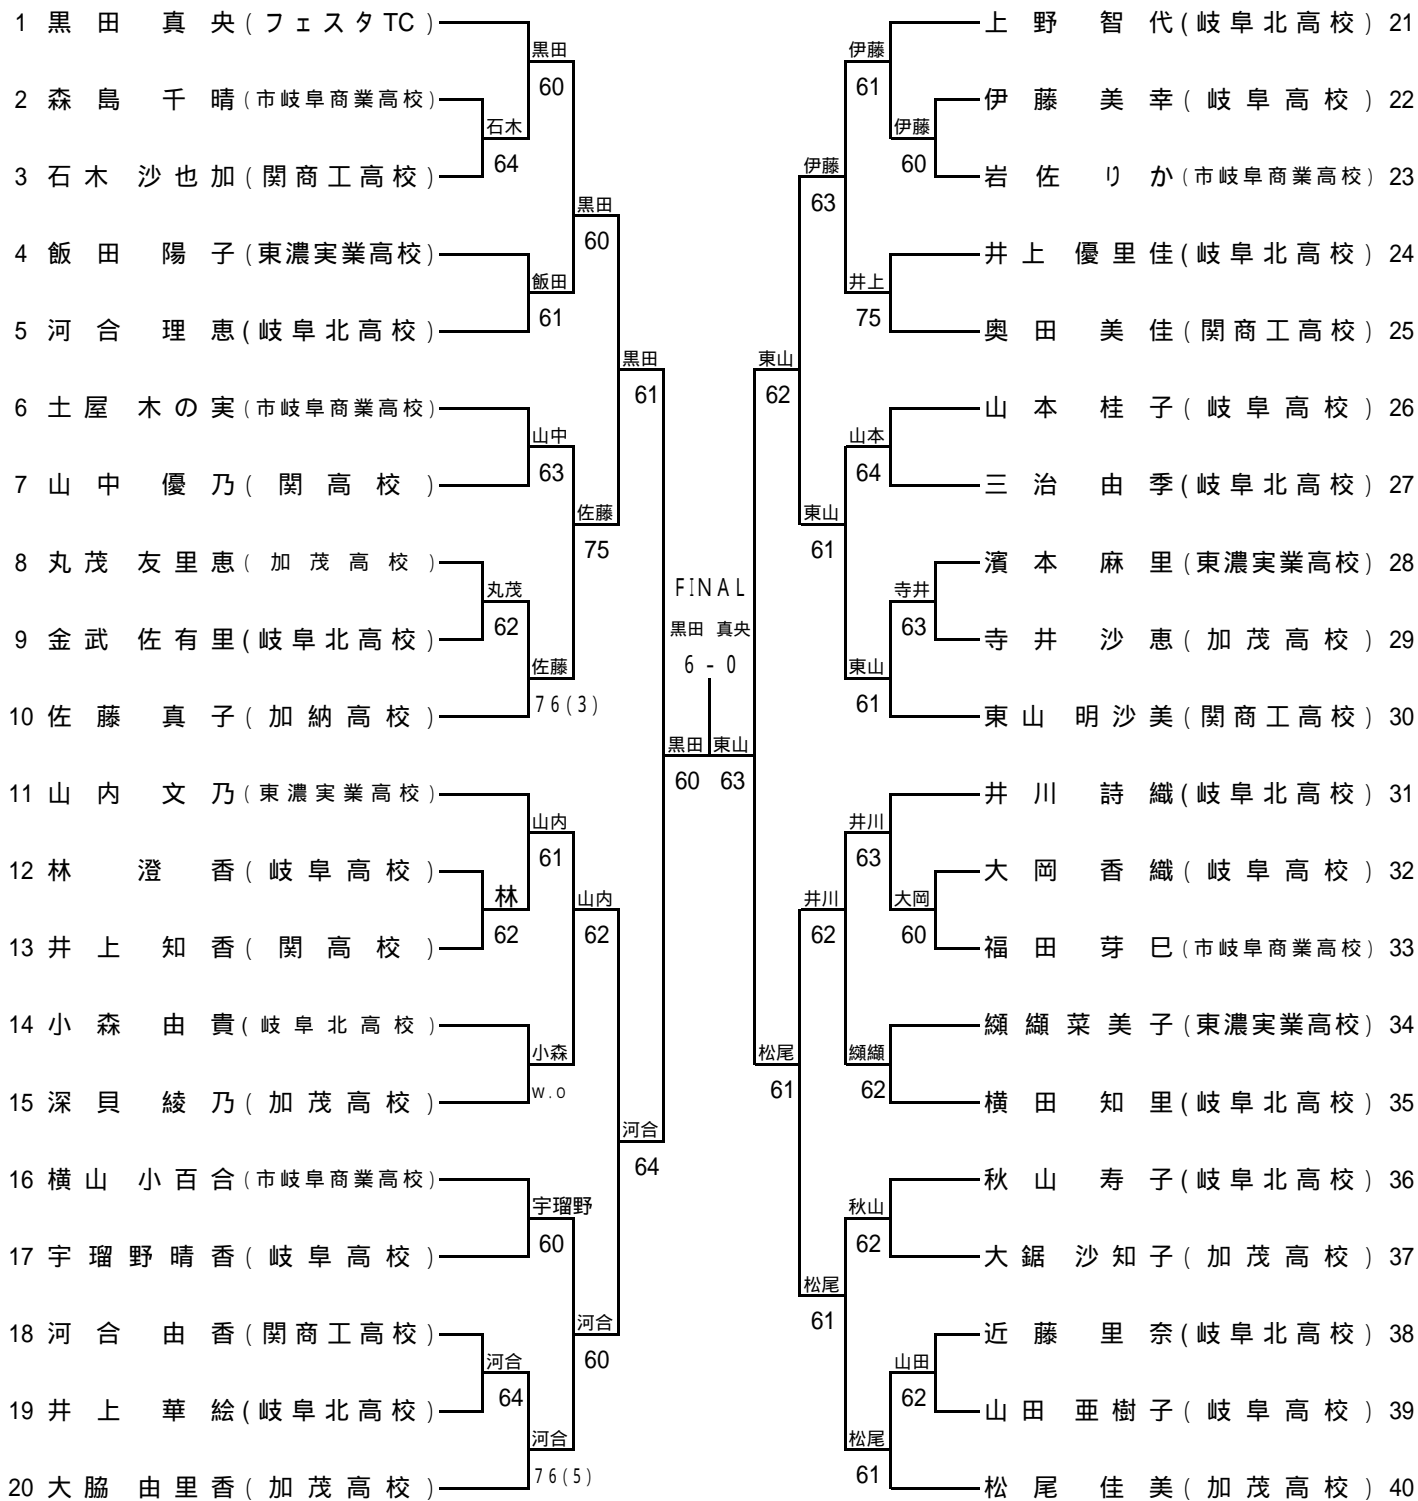 1 黒田 真央(フェスタTC)
2 森島 千晴(市岐阜商業高校)
3 石木 沙也加(関商工高校)
4 飯田 陽子(東濃実業高校)
5 河合 理恵(岐阜北高校)
6 土屋 木の実(市岐阜商業高校)
7 山中 優乃(関高校)
8 丸茂 友里恵(加茂高校)
9 金武 佐有里(岐阜北高校)
10 佐藤 真子(加納高校)
11 山内 文乃(東濃実業高校)
12 林 澄香(岐阜高校)
13 井上 知香(関高校)
14 小森 由貴(岐阜北高校)
15 深貝 綾乃(加茂高校)
16 横山 小百合(市岐阜商業高校)
17 宇瑠野晴香(岐阜高校)
18 河合 由香(関商工高校)
19 井上 華絵(岐阜北高校)
20 大脇 由里香(加茂高校)
石木
64
丸茂
62
林
62
河合
64
黒田
60
飯田
61
山中
63
佐藤
76(3)
山内
61
小森
w.o
宇瑠野
60
河合
76(5)
黒田
60
佐藤
75
山内
62
河合
60
黒田
61
河合
64
FINAL
黒田 真央
6-0
黒田 東山
60 63
東山
62
松尾
61
伊藤
63
東山
61
井川
62
松尾
61
伊藤
61
井上
75
山本
64
東山
61
井川
63
纐纈
62
秋山
62
松尾
61
伊藤
60
寺井
63
大岡
60
山田
62
上野 智代(岐阜北高校) 21
伊藤 美幸(岐阜高校) 22
岩佐 りか(市岐阜商業高校) 23
井上 優里佳(岐阜北高校) 24
奥田 美佳(関商工高校) 25
山本 桂子(岐阜高校) 26
三治 由季(岐阜北高校) 27
濱本 麻里(東濃実業高校) 28
寺井 沙恵(加茂高校) 29
東山 明沙美(関商工高校) 30
井川 詩織(岐阜北高校) 31
大岡 香織(岐阜高校) 32
福田 芽巳(市岐阜商業高校) 33
纐纈菜美子(東濃実業高校) 34
横田 知里(岐阜北高校) 35
秋山 寿子(岐阜北高校) 36
大鋸 沙知子(加茂高校) 37
近藤 里奈(岐阜北高校) 38
山田 亜樹子(岐阜高校) 39
松尾 佳美(加茂高校) 40